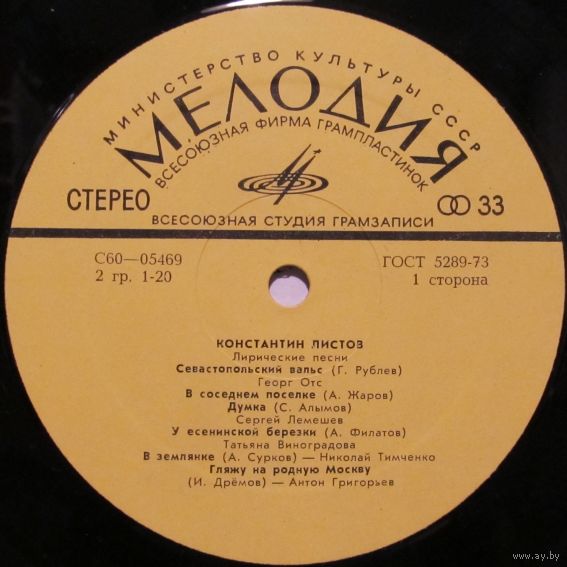 МИНИСТЕРСТВО КУЛЬТУРЫ СССР
МЕЛОДИЯ
ВСЕСОЮЗНАЯ ФИРМА ГРАМПЛАСТИНОК
СТЕРЕО 33
ВСЕСОЮЗНАЯ СТУДИЯ ГРАМЗАПИСИ
С60—05469 ГОСТ 5289-73
2 гр. 1-20 1 сторона
КОНСТАНТИН ЛИСТОВ
Лирические песни
Севастопольский вальс (Г. Рублев)
Георг Отс
В соседнем поселке (А. Жаров)
Думка (С. Алымов)
Сергей Лемешев
У есенинской березки (А. Филатов)
Татьяна Виноградова
В землянке (А. Сурков) — Николай Тимченко
Гляжу на родную Москву
(И. Дрёмов) — Антон Григорьев
www.ay.by